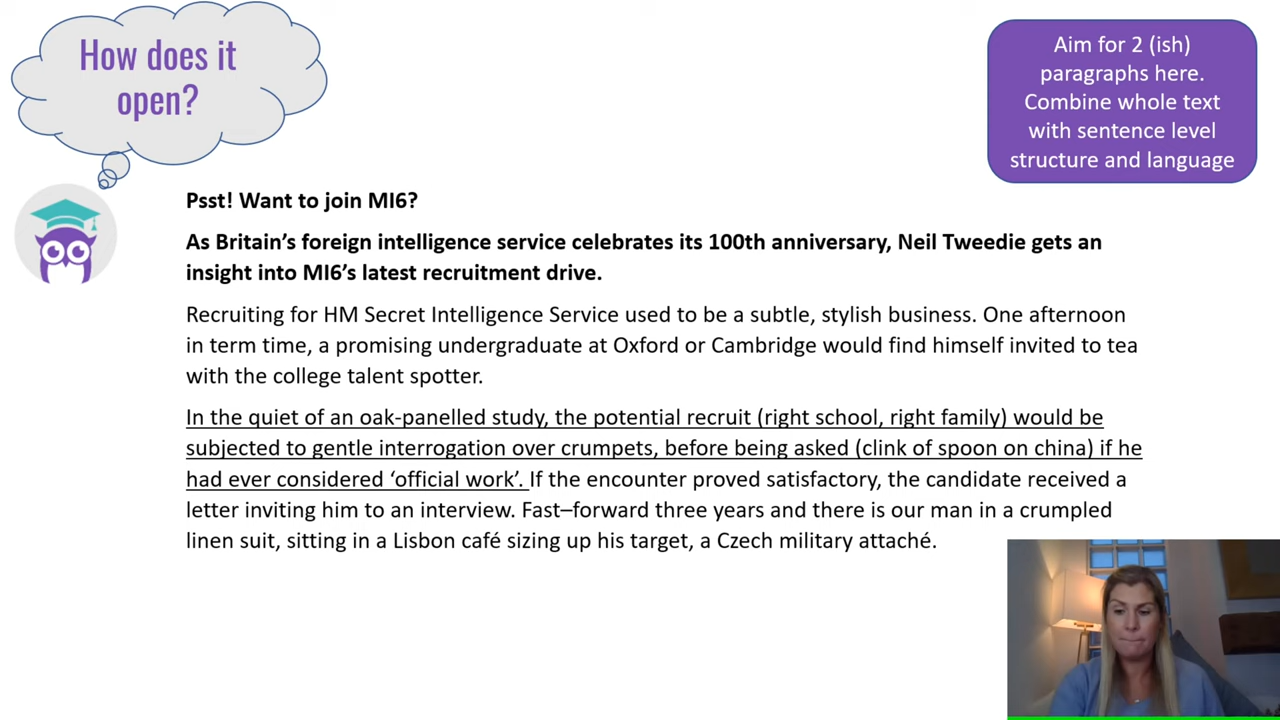 How does it
open?
Aim for 2 (ish)
paragraphs here.
Combine whole text
with sentence level
structure and language
Psst! Want to join MI6?
As Britain’s foreign intelligence service celebrates its 100th anniversary, Neil Tweedie gets an
insight into MI6’s latest recruitment drive.
Recruiting for HM Secret Intelligence Service used to be a subtle, stylish business. One afternoon
in term time, a promising undergraduate at Oxford or Cambridge would find himself invited to tea
with the college talent spotter.
In the quiet of an oak-panelled study, the potential recruit (right school, right family) would be
subjected to gentle interrogation over crumpets, before being asked (clink of spoon on china) if he
had ever considered ‘official work’. If the encounter proved satisfactory, the candidate received a
letter inviting him to an interview. Fast–forward three years and there is our man in a crumpled
linen suit, sitting in a Lisbon café sizing up his target, a Czech military attaché.